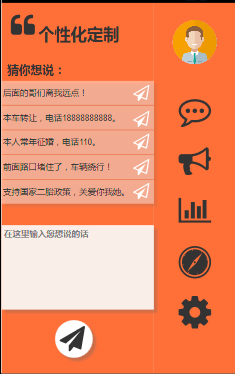 个性化定制
猜你想说：
后面的哥们离我远点！
本车转让，电话18888888888。
本人常年征婚，电话110。
前面路口堵住了，车辆绕行！
支持国家二胎政策，关爱你我她。
在这里输入您想说的话